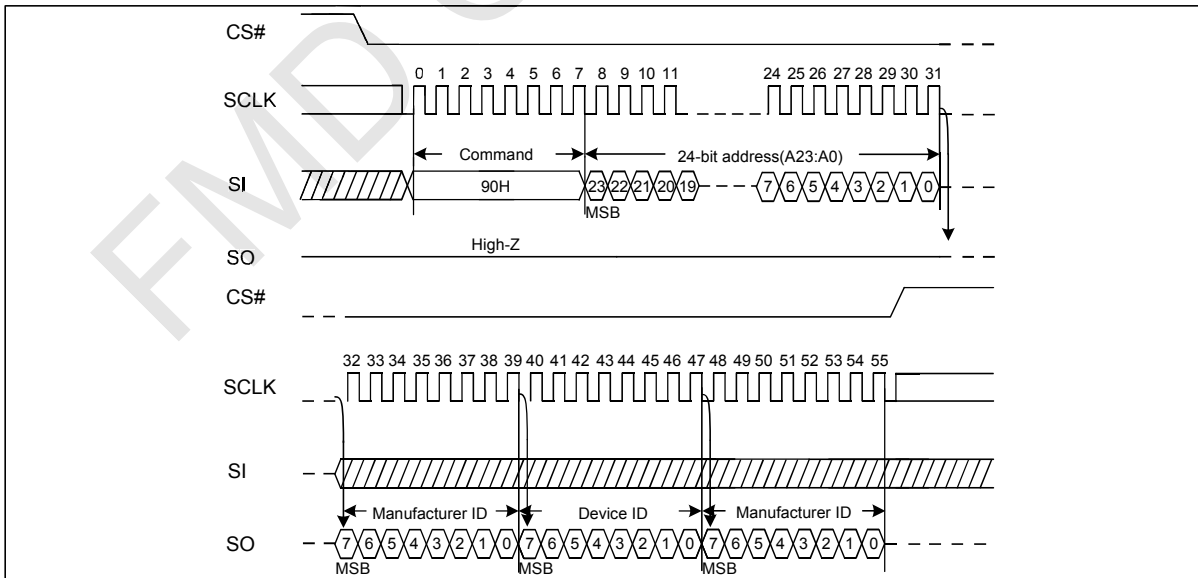 FMD
CS#
0 1 2 3 4 5 6 7 8 9 10 11 24 25 26 27 28 29 30 31
SCLK
Command 24-bit address(A23:A0)
SI 90H 23 22 21 20 19 7 6 5 4 3 2 1 0
MSB
High-Z
SO
CS#
32 33 34 35 36 37 38 39 40 41 42 43 44 45 46 47 48 49 50 51 52 53 54 55
SCLK
SI
Manufacturer ID Device ID Manufacturer ID
SO 7 6 5 4 3 2 1 0 7 6 5 4 3 2 1 0 7 6 5 4 3 2 1 0
MSB MSB MSB